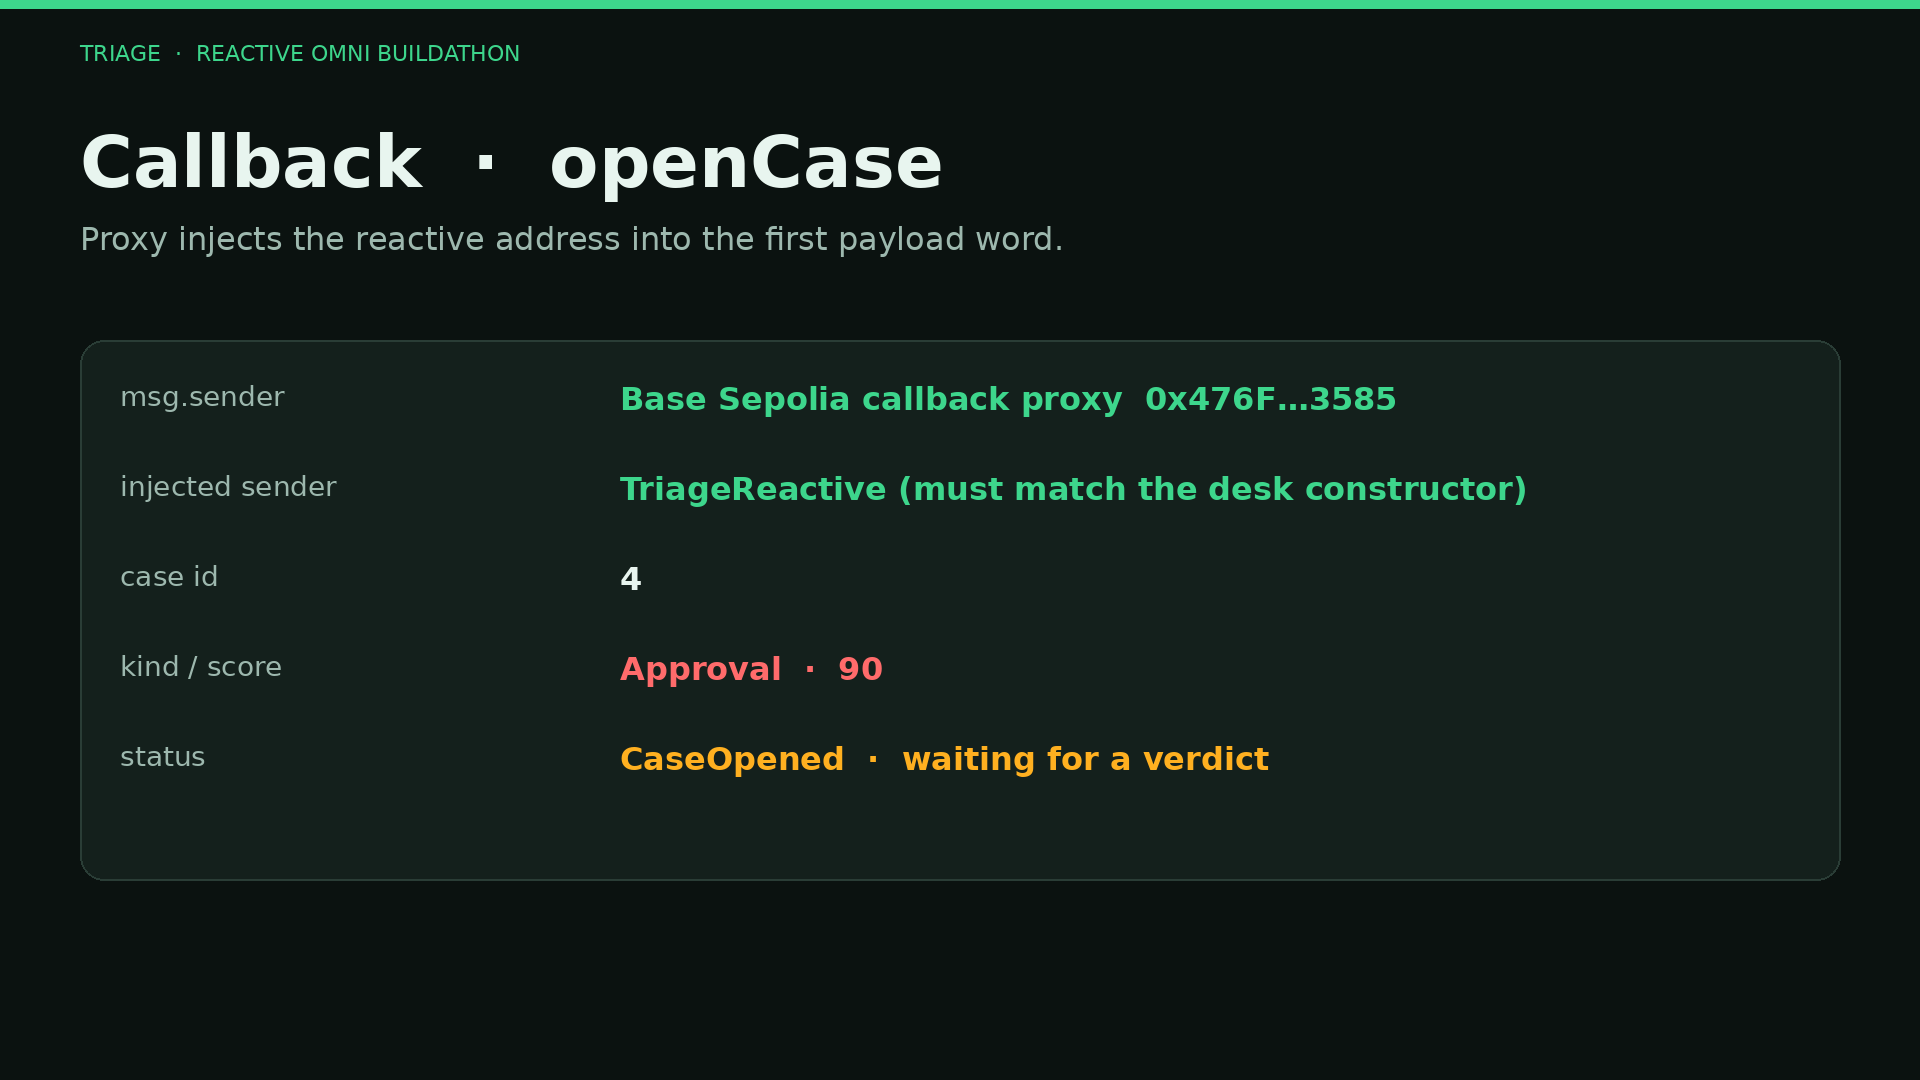 TRIAGE · REACTIVE OMNI BUILDATHON
Callback · openCase
Proxy injects the reactive address into the first payload word.
msg.sender Base Sepolia callback proxy 0x476F…3585
injected sender TriageReactive (must match the desk constructor)
case id 4
kind / score Approval · 90
status CaseOpened · waiting for a verdict